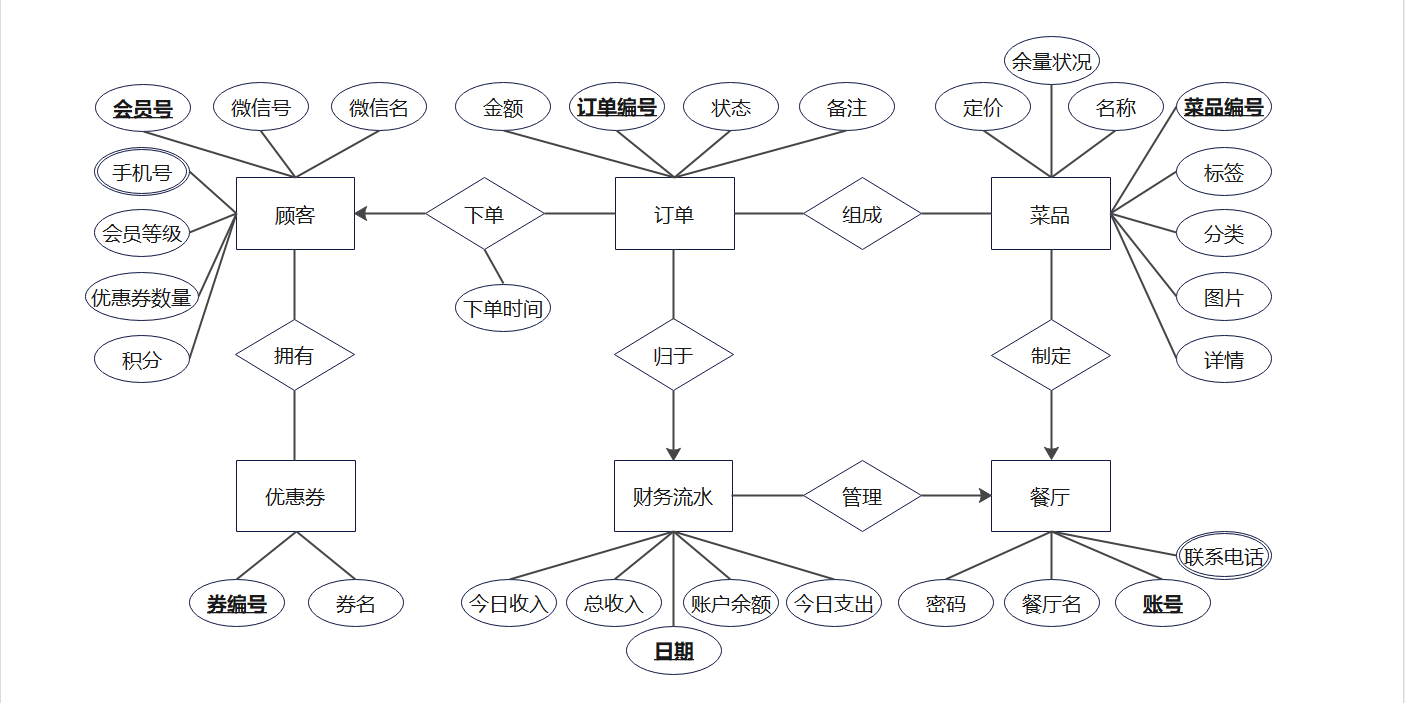 余量状况
会员号
微信号
微信名
金额
订单编号
状态
备注
定价
名称
菜品编号
手机号
标签
顾客
下单
订单
组成
菜品
会员等级
分类
优惠券数量
下单时间
图片
积分
拥有
归于
制定
详情
优惠券
财务流水
管理
餐厅
联系电话
券编号
券名
今日收入
总收入
账户余额
今日支出
密码
餐厅名
账号
日期